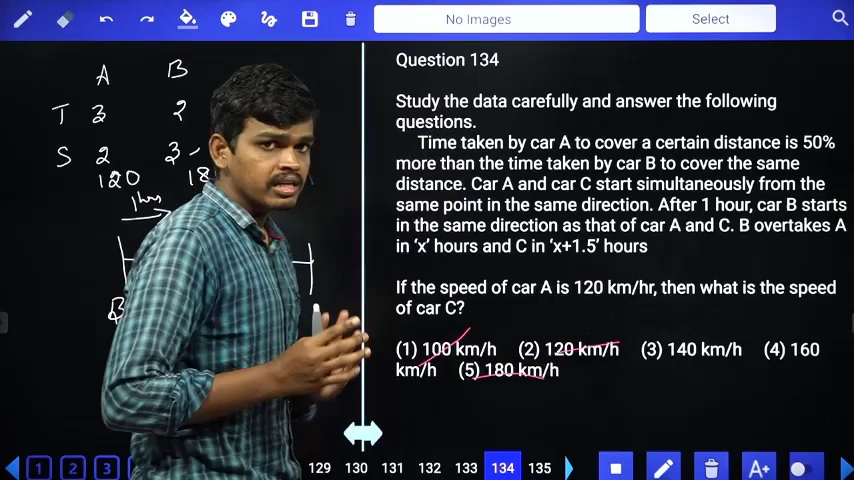 No Images
Select
Question 134
A B
T 3 2
S 2 3
120 18
1hrs
B
Study the data carefully and answer the following
questions.
Time taken by car A to cover a certain distance is 50%
more than the time taken by car B to cover the same
distance. Car A and car C start simultaneously from the
same point in the same direction. After 1 hour, car B starts
in the same direction as that of car A and C. B overtakes A
in ‘x’ hours and C in ‘x+1.5’ hours
If the speed of car A is 120 km/hr, then what is the speed
of car C?
(1) 100 km/h (2) 120 km/h (3) 140 km/h (4) 160
km/h (5) 180 km/h
1 2 3 129 130 131 132 133 134 135 A+